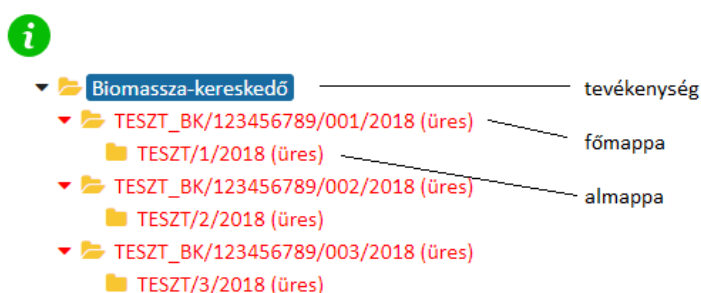 i
Biomassza-kereskedő tevékenység
TESZT_BK/123456789/001/2018 (üres)
főmappa
TESZT/1/2018 (üres)
TESZT_BK/123456789/002/2018 (üres)
almappa
TESZT/2/2018 (üres)
TESZT_BK/123456789/003/2018 (üres)
TESZT/3/2018 (üres)